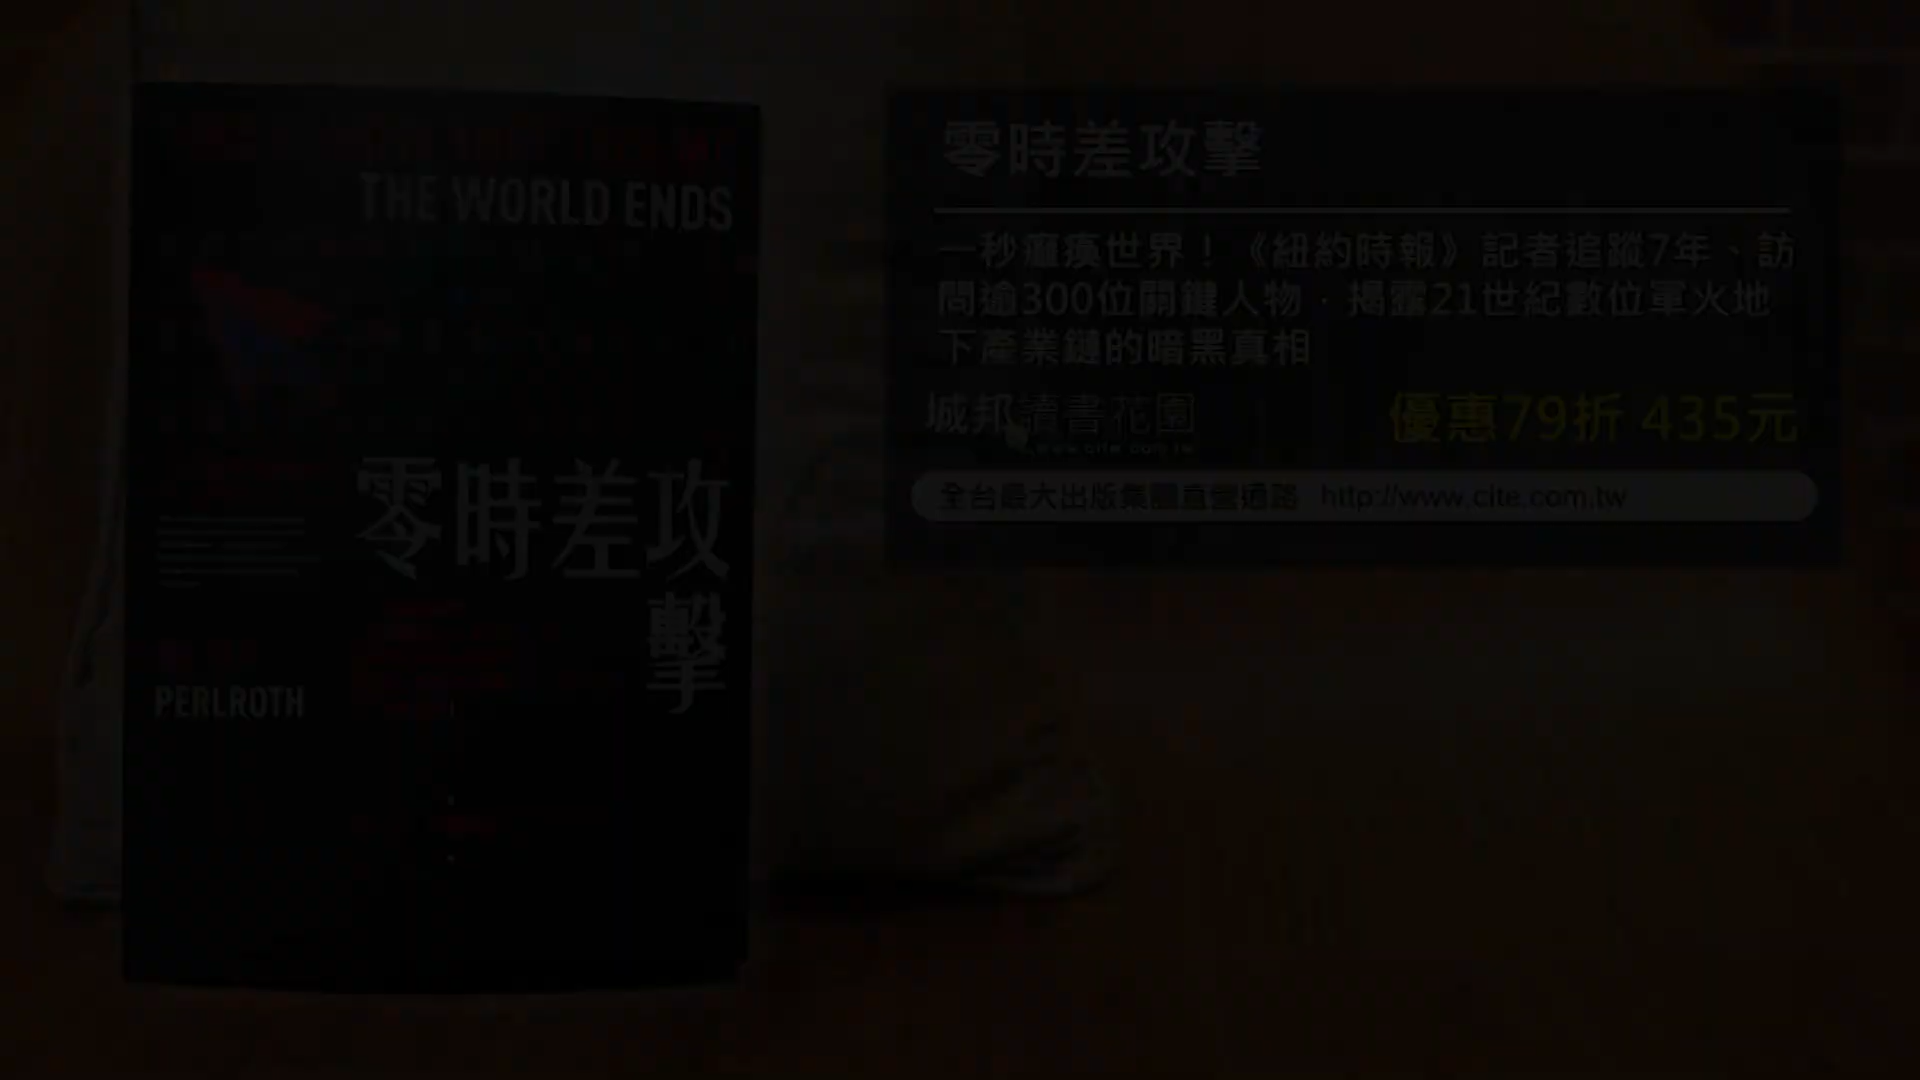 THE WORLD ENDS
零時差攻
擊
PERLROTH
零時差攻擊
一秒癱瘓世界！《紐約時報》記者追蹤7年、訪
問逾300位關鍵人物，揭露21世紀數位軍火地
下產業鏈的暗黑真相
城邦讀書花園
www.cite.com.tw
優惠79折 435元
全台最大出版集團直營通路 http://www.cite.com.tw